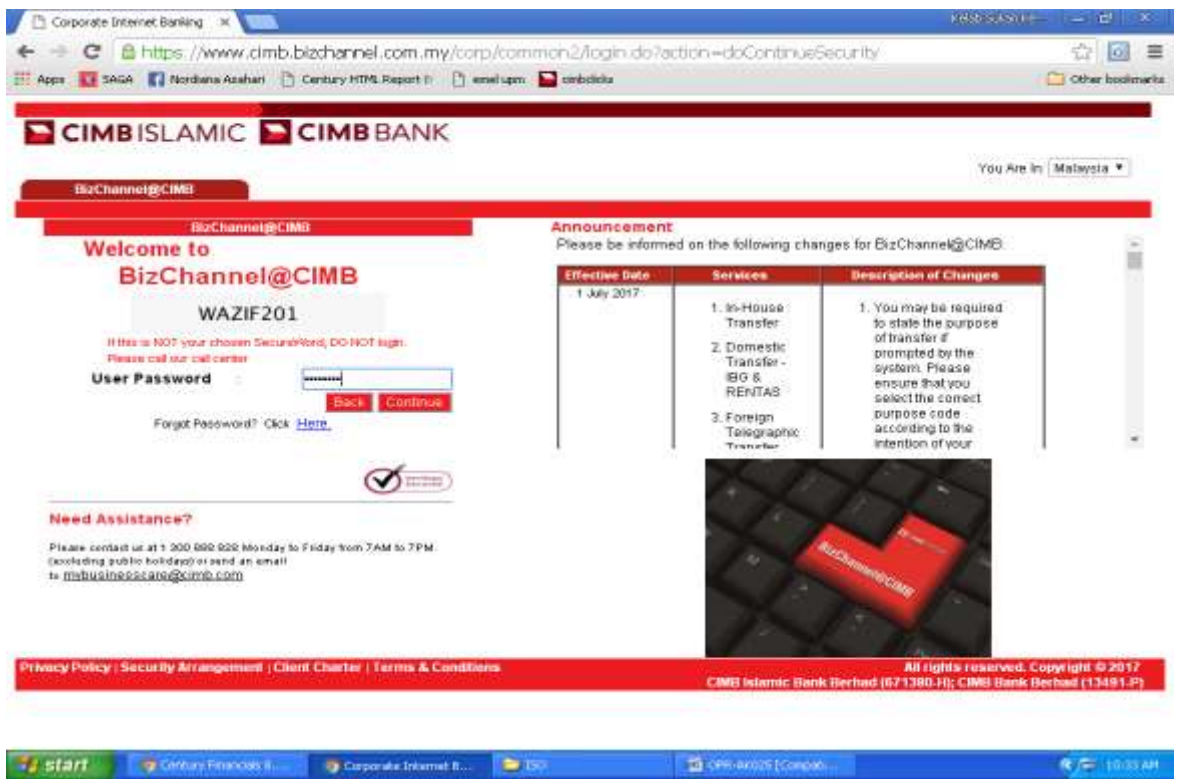 Corporate Internet Banking
https://www.cimb.bizchannel.com.my/corp/common2/login.do?action=doContinueSecurity
Apps SAGA Nordiana Azahari Century HTML Report emel upm cimbclicks Other bookmarks
CIMB ISLAMIC CIMB BANK
You Are In Malaysia
BizChannel@CIMB
BizChannel@CIMB
Welcome to
BizChannel@CIMB
WAZIF201
If this is NOT your chosen SecureWord, DO NOT login.
Please call our call center
User Password :
Back Continue
Forgot Password? Click Here.
Need Assistance?
Please contact us at 1 300 888 828 Monday to Friday from 7AM to 7PM
(excluding public holidays) or send an email
to mybusinesscare@cimb.com
Announcement
Please be informed on the following changes for BizChannel@CIMB:
Effective Date Services Description of Changes
1 July 2017
1. In-House
Transfer
2. Domestic
Transfer -
IBG &
RENTAS
3. Foreign
Telegraphic
Transfer
1. You may be required
to state the purpose
of transfer if
prompted by the
system. Please
ensure that you
select the correct
purpose code
according to the
intention of your
BizChannel@CIMB
Privacy Policy | Security Arrangement | Client Charter | Terms & Conditions
All rights reserved. Copyright © 2017
CIMB Islamic Bank Berhad (671380-H); CIMB Bank Berhad (13491-P)
start Century Financials Corporate Internet B... ISO 10:33 AM